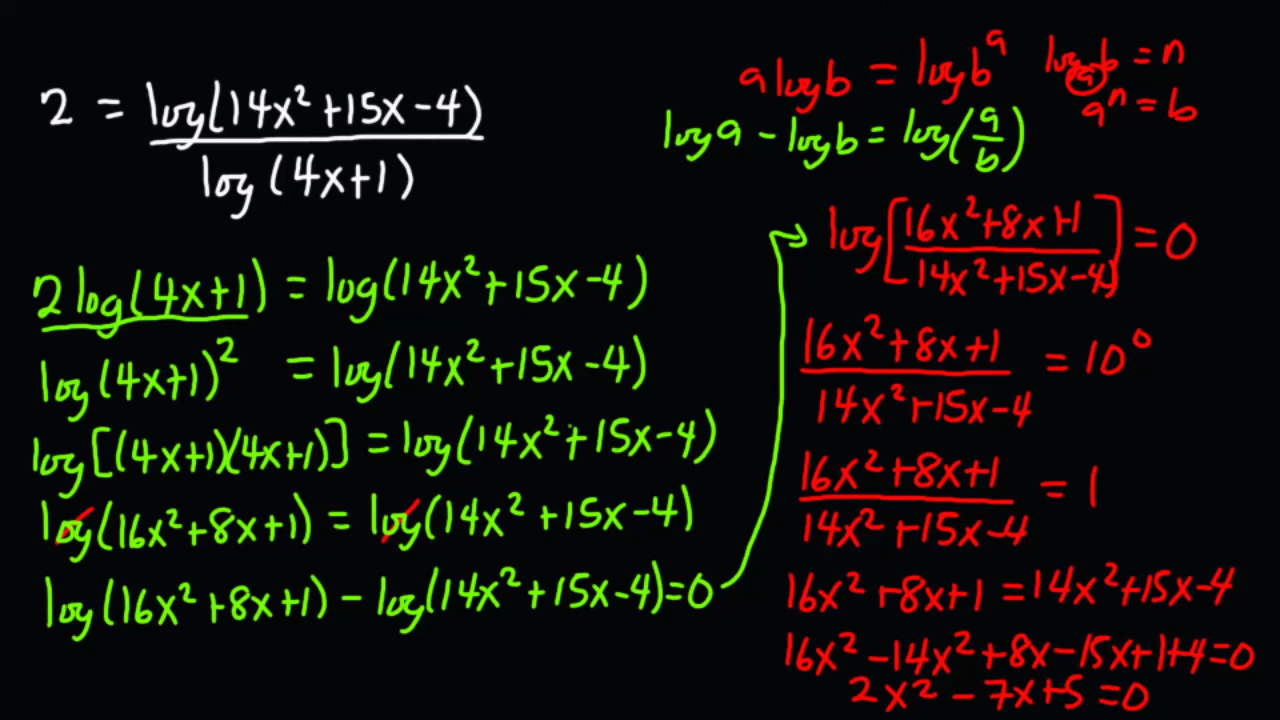 2 = log(14x² +15x -4) / log(4x+1)
a log b = log b^a
log_a b = n
a^n = b
log a - log b = log(a/b)
2 log(4x+1) = log(14x² +15x -4)
log(4x+1)² = log(14x² +15x -4)
log[(4x+1)(4x+1)] = log(14x² +15x -4)
log(16x² +8x+1) = log(14x² +15x -4)
log(16x² +8x+1) - log(14x² +15x -4)=0
log[16x²+8x+1 / 14x²+15x-4)] = 0
16x²+8x+1 / 14x²+15x-4 = 10⁰
16x²+8x+1 / 14x²+15x-4 = 1
16x² +8x+1 = 14x²+15x-4
16x² -14x² +8x -15x+1+4=0
2x² - 7x+5 =0